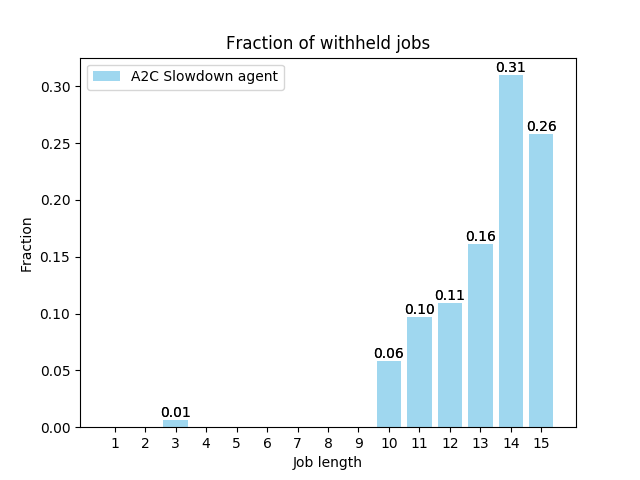 Fraction of withheld jobs
A2C Slowdown agent
Fraction
0.30
0.25
0.20
0.15
0.10
0.05
0.00
0.01
0.06
0.10
0.11
0.16
0.31
0.26
1 2 3 4 5 6 7 8 9 10 11 12 13 14 15
Job length